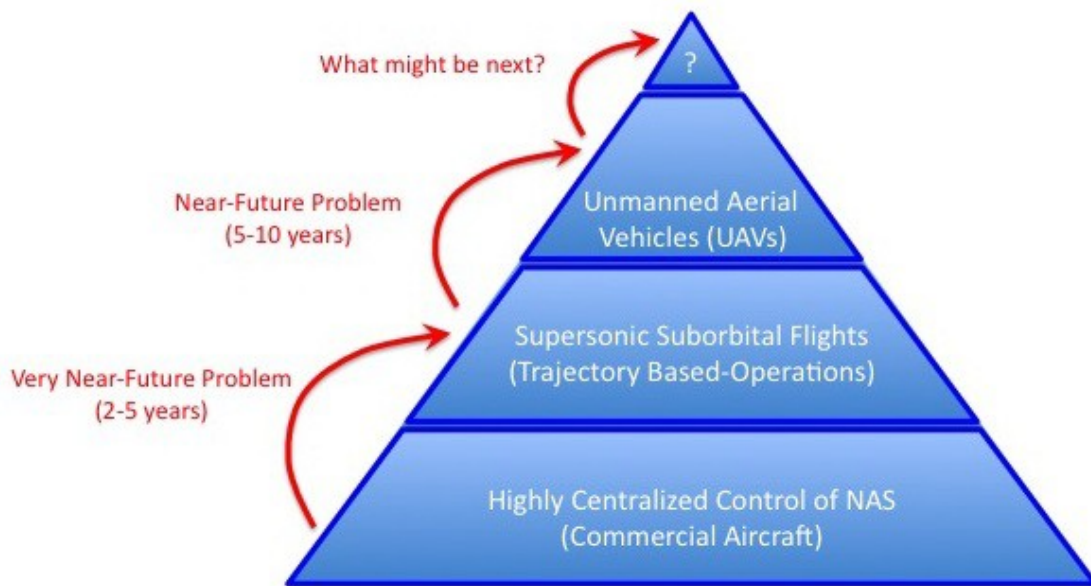 ?
What might be next?
Unmanned Aerial
Vehicles (UAVs)
Near-Future Problem
(5-10 years)
Supersonic Suborbital Flights
(Trajectory Based-Operations)
Very Near-Future Problem
(2-5 years)
Highly Centralized Control of NAS
(Commercial Aircraft)